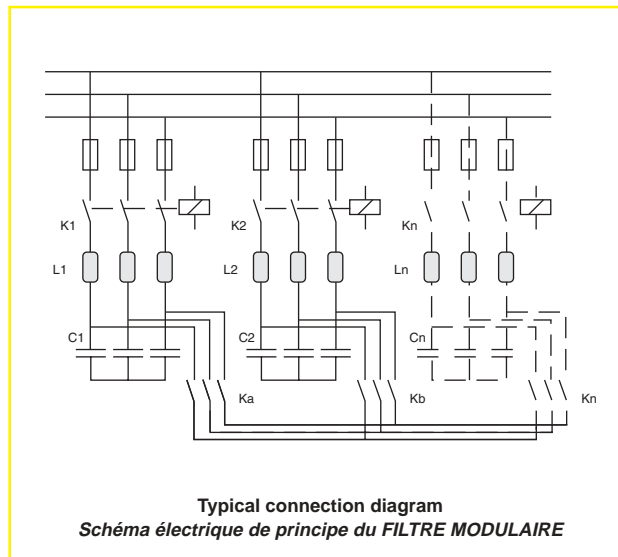 K1
K2
Kn
L1
L2
Ln
C1
C2
Cn
Ka
Kb
Kn
Typical connection diagram
Schéma électrique de principe du FILTRE MODULAIRE